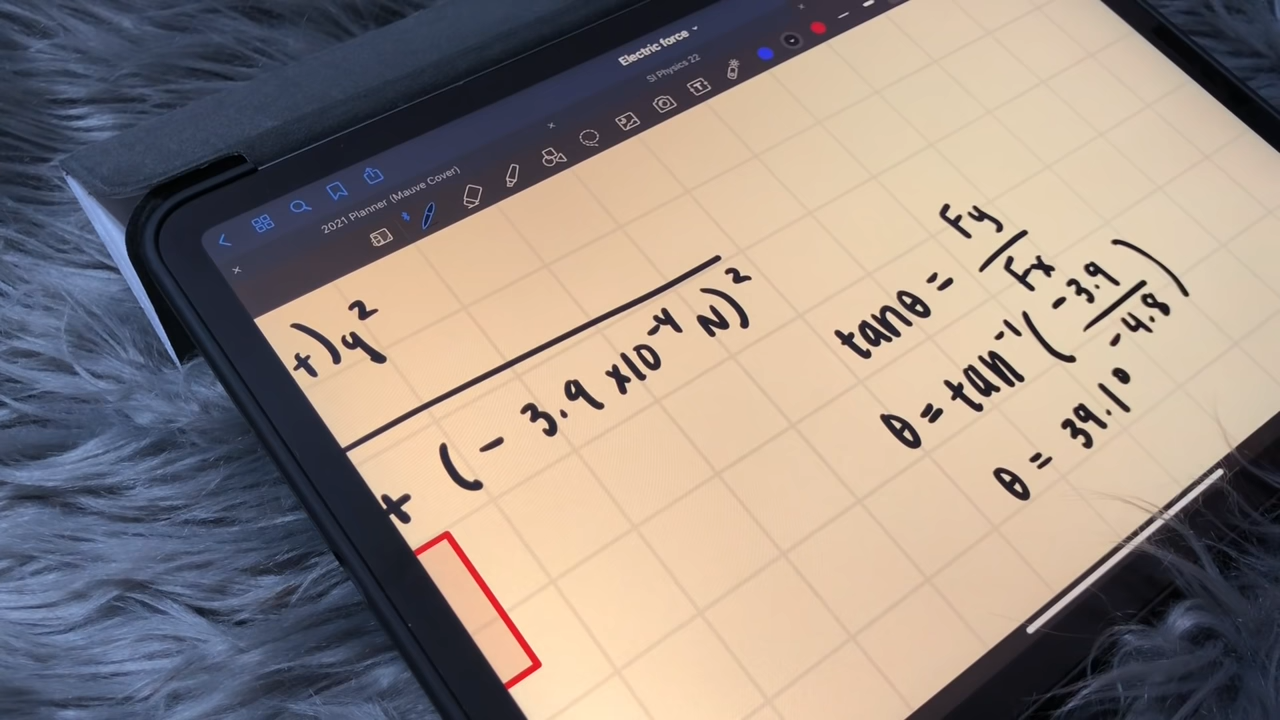 Electric force
SI Physics 22
2021 Planner (Mauve Cover)
+)y²
+ (-3.9 x10⁻⁴ N)²
tanθ = Fy/Fx
θ = tan⁻¹(-3.9/-4.8)
θ = 39.1°